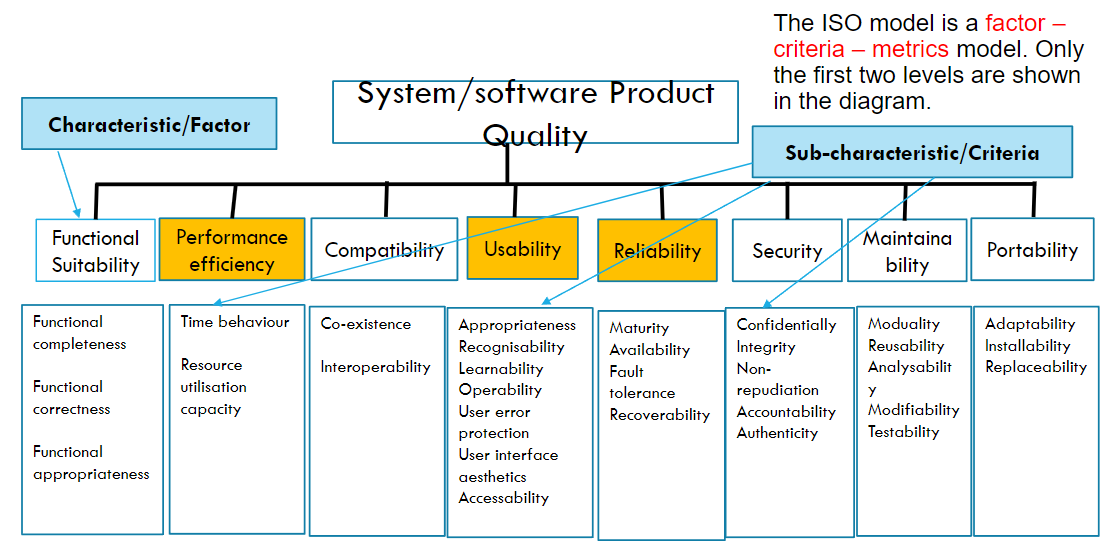 The ISO model is a factor –
criteria – metrics model. Only
the first two levels are shown
in the diagram.
System/software Product
Quality
Characteristic/Factor
Sub-characteristic/Criteria
Functional
Suitability
Performance
efficiency
Compatibility
Usability
Reliability
Security
Maintaina
bility
Portability
Functional
completeness
Functional
correctness
Functional
appropriateness
Time behaviour
Resource
utilisation
capacity
Co-existence
Interoperability
Appropriateness
Recognisability
Learnability
Operability
User error
protection
User interface
aesthetics
Accessability
Maturity
Availability
Fault
tolerance
Recoverability
Confidentially
Integrity
Non-
repudiation
Accountability
Authenticity
Moduality
Reusability
Analysabilit
y
Modifiability
Testability
Adaptability
Installability
Replaceability